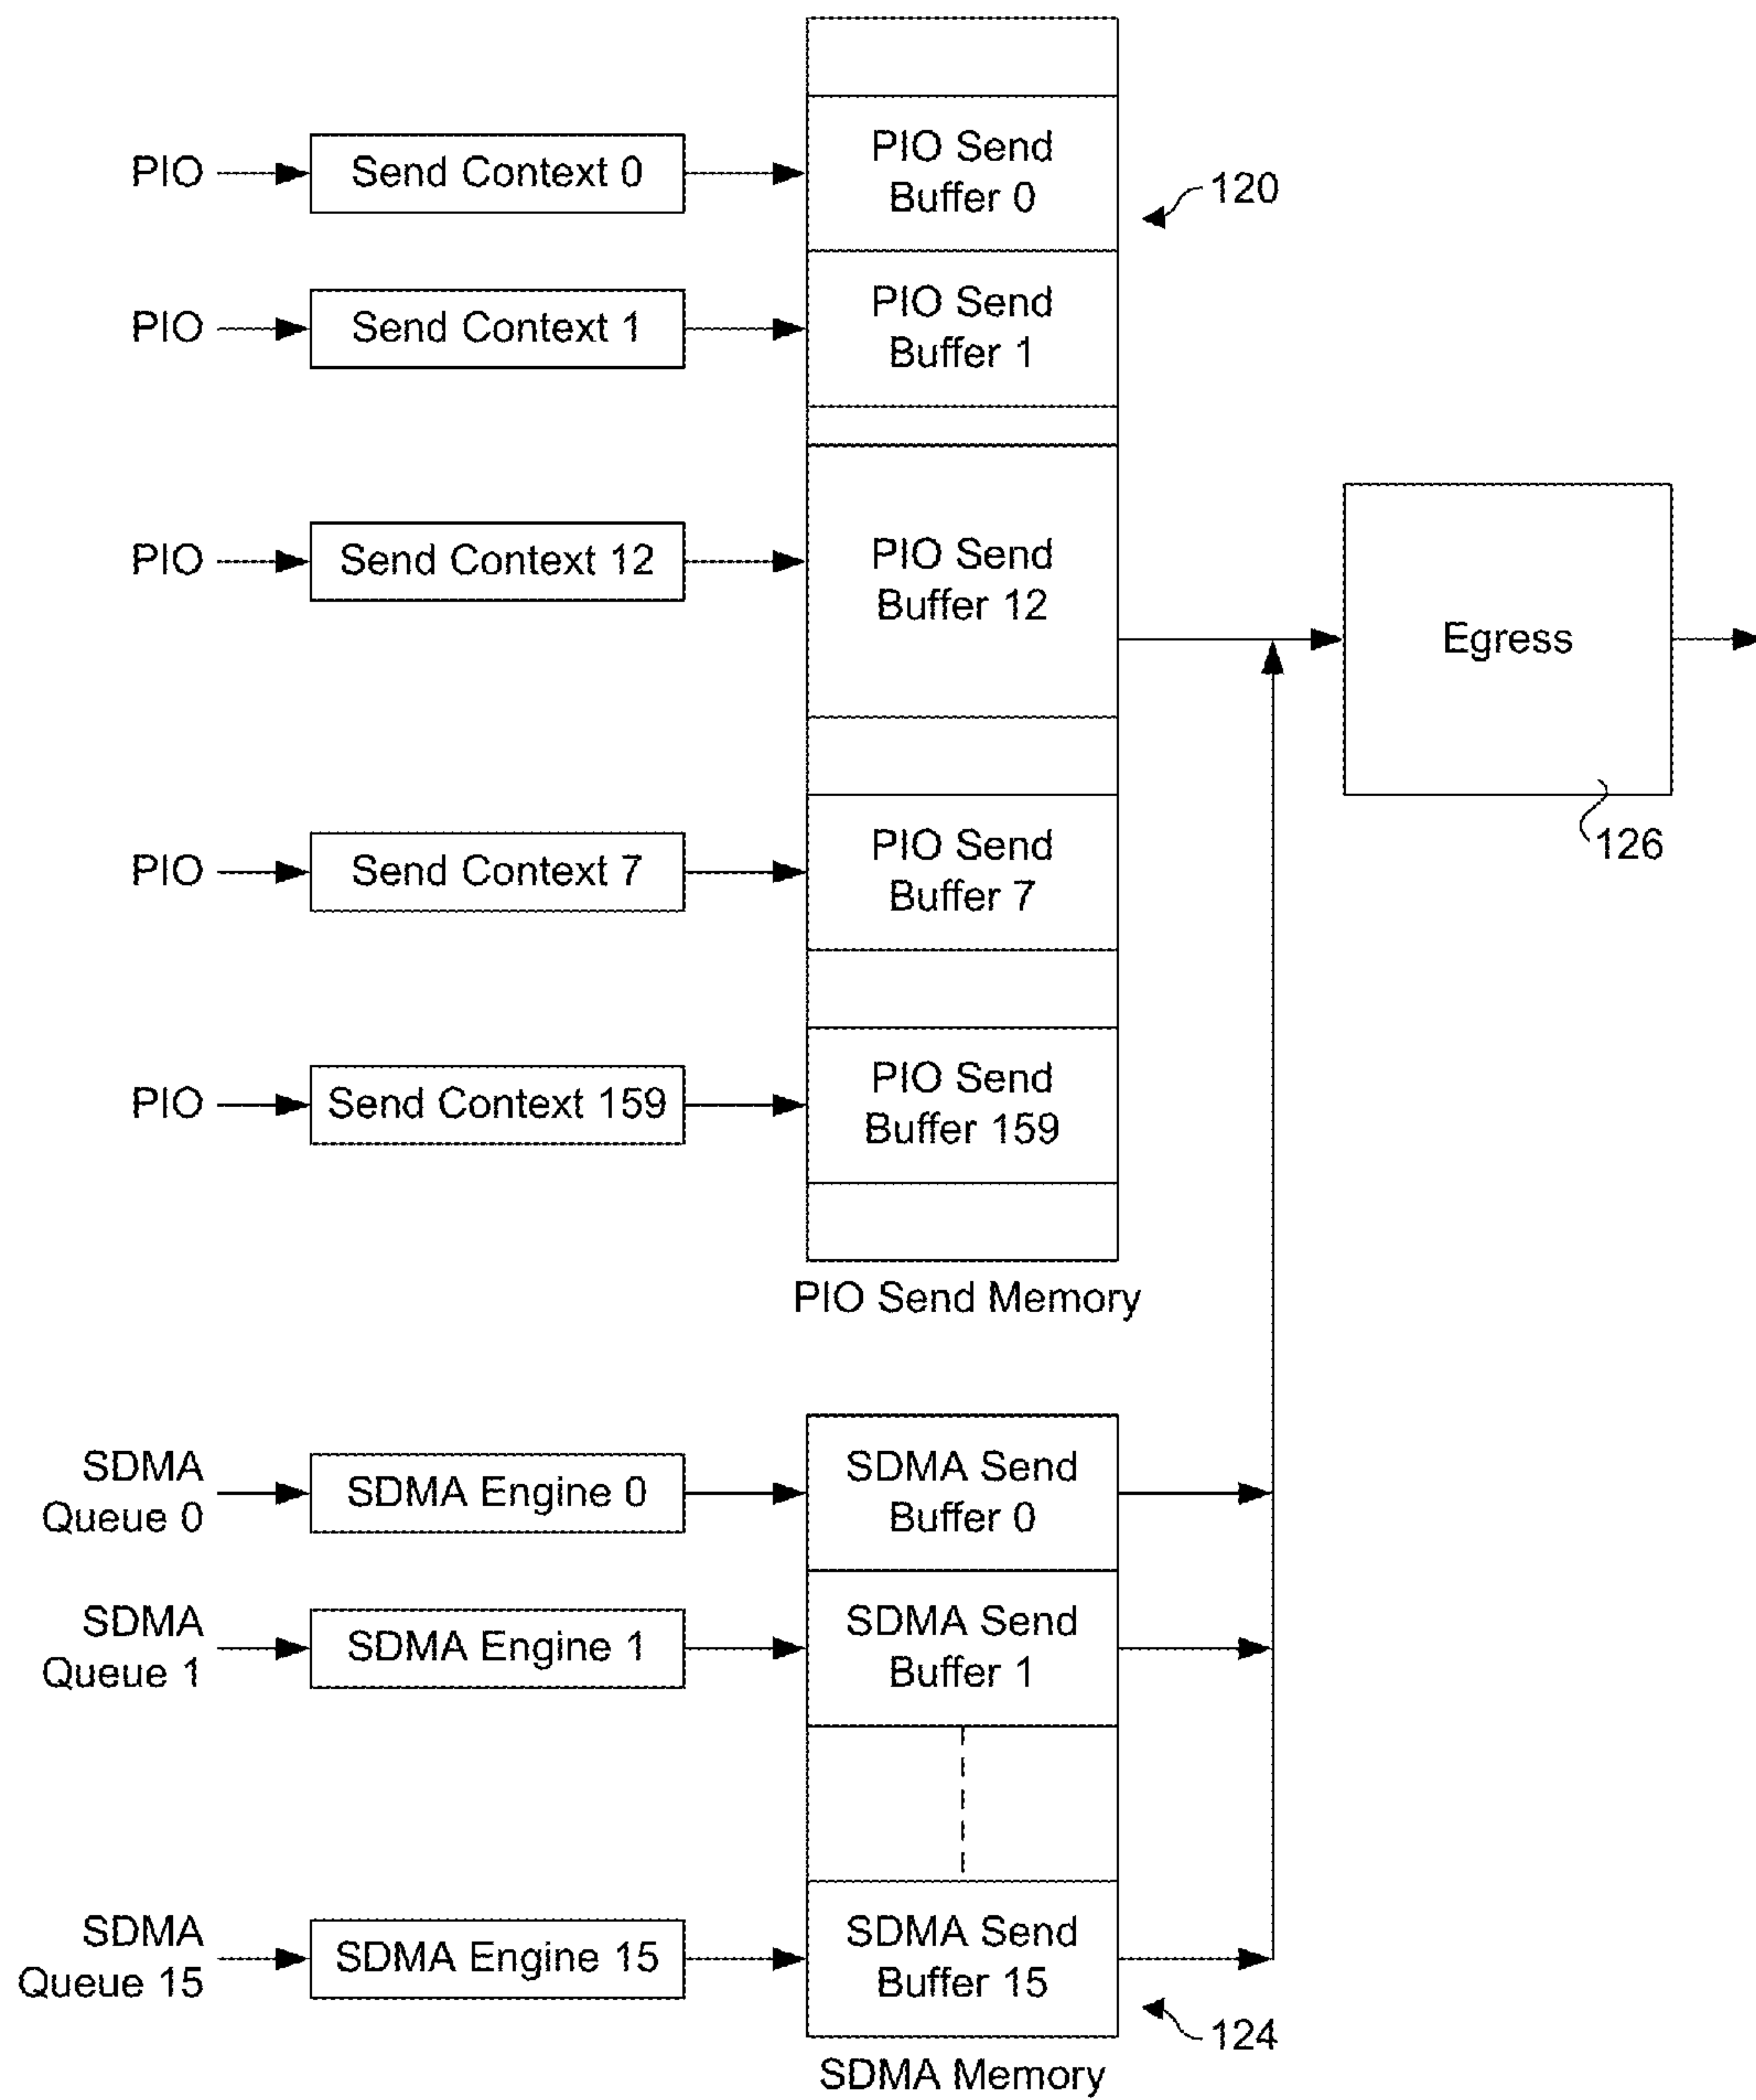 PIO
Send Context 0
PIO Send
Buffer 0
120
PIO
Send Context 1
PIO Send
Buffer 1
PIO
Send Context 12
PIO Send
Buffer 12
Egress
126
PIO
Send Context 7
PIO Send
Buffer 7
PIO
Send Context 159
PIO Send
Buffer 159
PIO Send Memory
SDMA
Queue 0
SDMA Engine 0
SDMA Send
Buffer 0
SDMA
Queue 1
SDMA Engine 1
SDMA Send
Buffer 1
SDMA
Queue 15
SDMA Engine 15
SDMA Send
Buffer 15
124
SDMA Memory